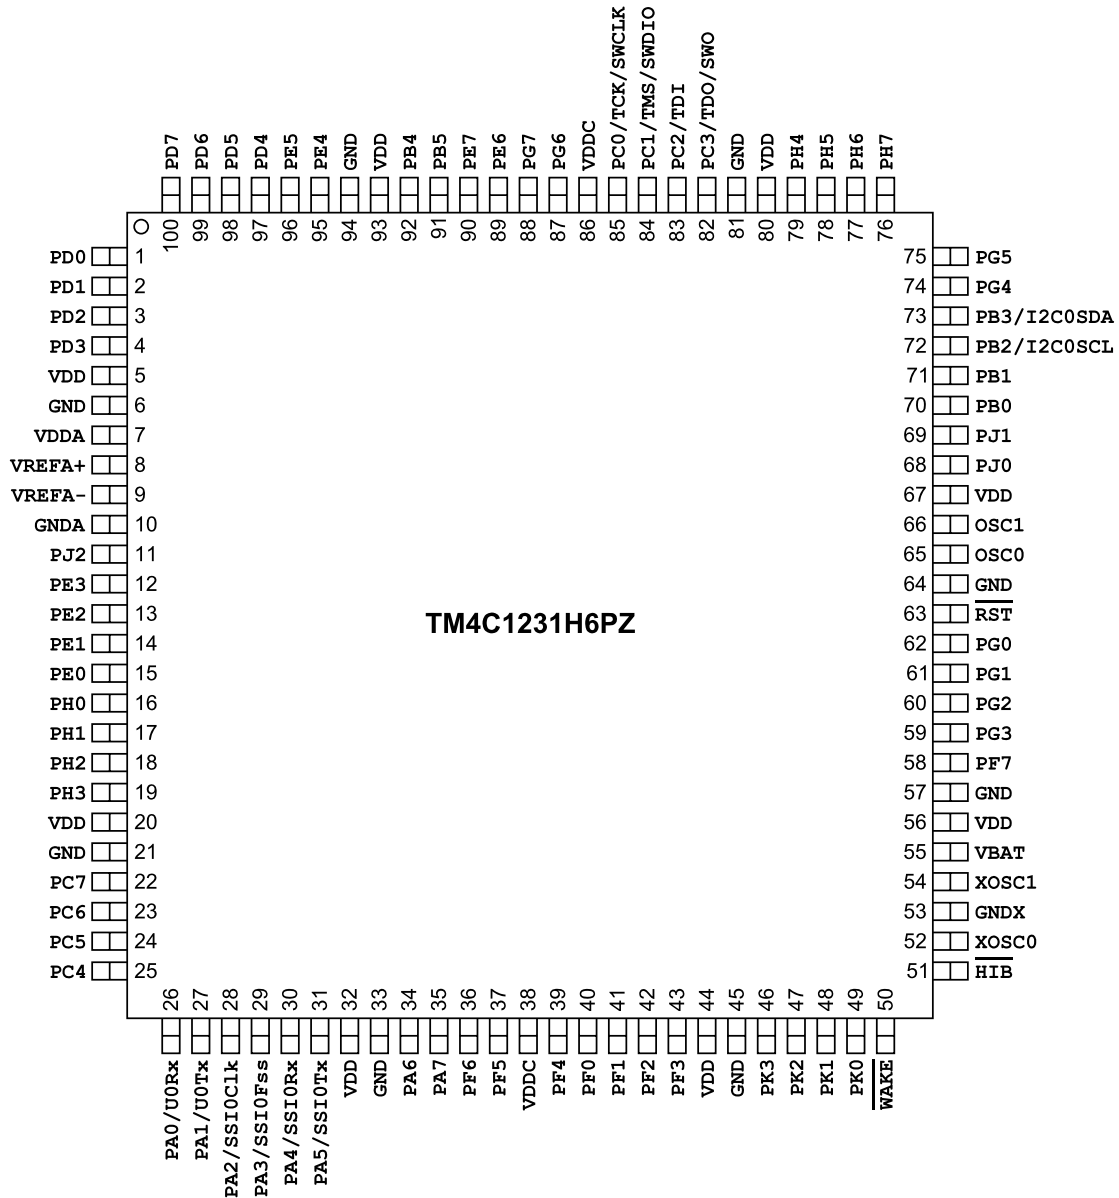 PC0/TCK/SWCLK
PC1/TMS/SWDIO
PC2/TDI
PC3/TDO/SWO
PD7
PD6
PD5
PD4
PE5
PE4
GND
VDD
PB4
PB5
PE7
PE6
PG7
PG6
VDDC
GND
VDD
PH4
PH5
PH6
PH7
100
99
98
97
96
95
94
93
92
91
90
89
88
87
86
85
84
83
82
81
80
79
78
77
76
PD0 1
PD1 2
PD2 3
PD3 4
VDD 5
GND 6
VDDA 7
VREFA+ 8
VREFA- 9
GNDA 10
PJ2 11
PE3 12
PE2 13
PE1 14
PE0 15
PH0 16
PH1 17
PH2 18
PH3 19
VDD 20
GND 21
PC7 22
PC6 23
PC5 24
PC4 25
TM4C1231H6PZ
75 PG5
74 PG4
73 PB3/I2C0SDA
72 PB2/I2C0SCL
71 PB1
70 PB0
69 PJ1
68 PJ0
67 VDD
66 OSC1
65 OSC0
64 GND
63 RST
62 PG0
61 PG1
60 PG2
59 PG3
58 PF7
57 GND
56 VDD
55 VBAT
54 XOSC1
53 GNDX
52 XOSC0
51 HIB
26
27
28
29
30
31
32
33
34
35
36
37
38
39
40
41
42
43
44
45
46
47
48
49
50
PA0/U0Rx
PA1/U0Tx
PA2/SSI0Clk
PA3/SSI0Fss
PA4/SSI0Rx
PA5/SSI0Tx
VDD
GND
PA6
PA7
PF6
PF5
VDDC
PF4
PF0
PF1
PF2
PF3
VDD
GND
PK3
PK2
PK1
PK0
WAKE